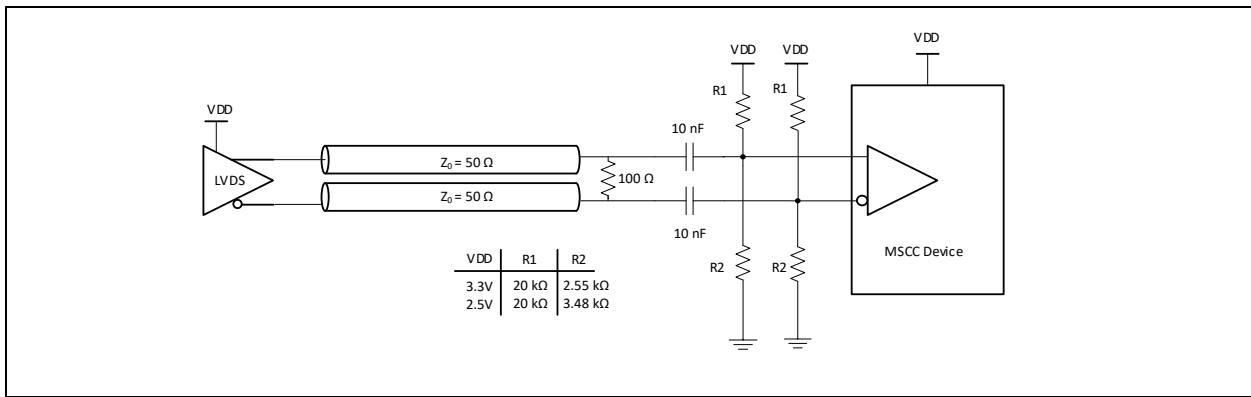 VDD
LVDS
Z0 = 50 Ω
Z0 = 50 Ω
100 Ω
10 nF
10 nF
VDD
VDD
R1
R1
R2
R2
VDD
MSCC Device
VDD R1 R2
3.3V 20 kΩ 2.55 kΩ
2.5V 20 kΩ 3.48 kΩ